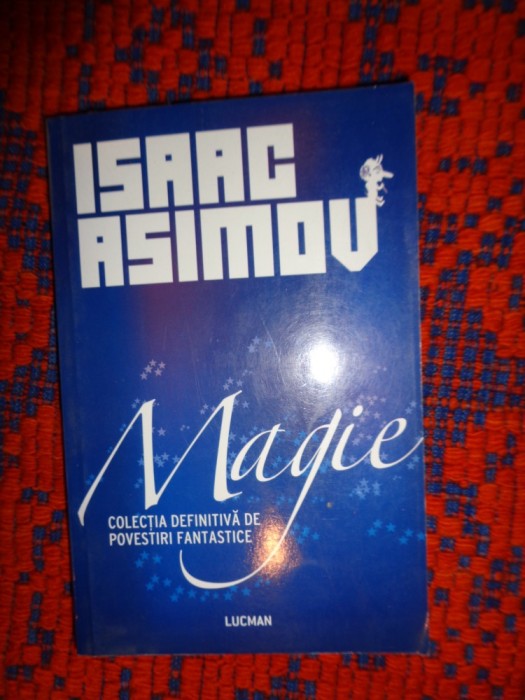 ISAAC
ASIMOV
Magie
COLECȚIA DEFINITIVĂ DE
POVESTIRI FANTASTICE
LUCMAN